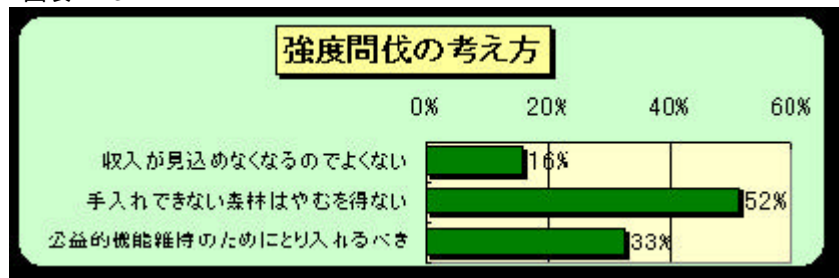 強度間伐の考え方
0% 20% 40% 60%
収入が見込めなくなるのでよくない 16%
手入れできない森林はやむを得ない 52%
公益的機能維持のためにとり入れるべき 33%